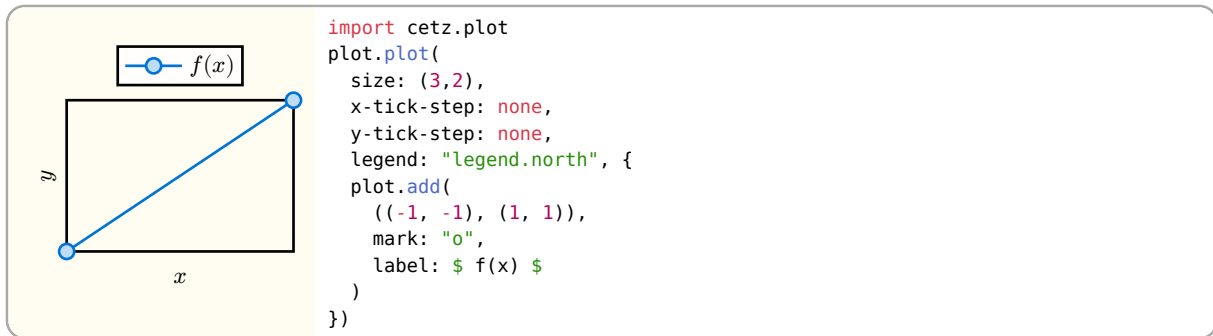 f(x)
y
x
import cetz.plot
plot.plot(
  size: (3,2),
  x-tick-step: none,
  y-tick-step: none,
  legend: "legend.north", {
  plot.add(
    ((-1, -1), (1, 1)),
    mark: "o",
    label: $ f(x) $
  )
})